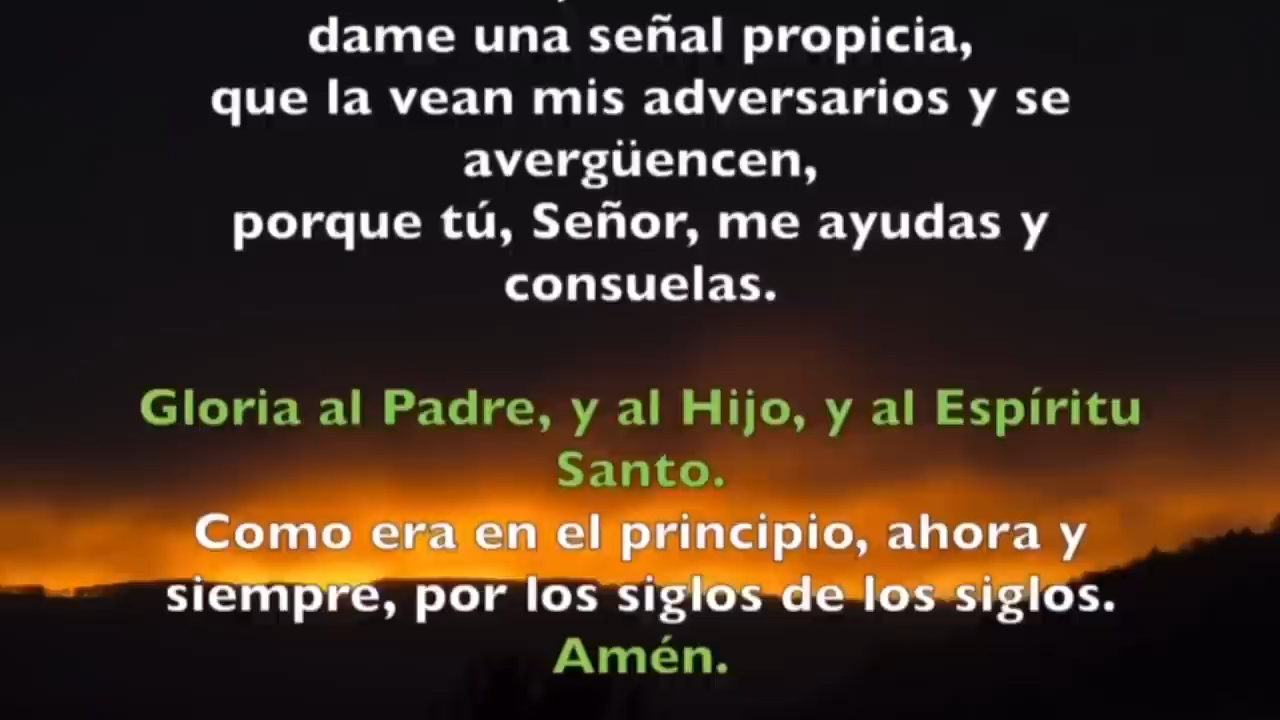 dame una señal propicia,
que la vean mis adversarios y se
avergüencen,
porque tú, Señor, me ayudas y
consuelas.
Gloria al Padre, y al Hijo, y al Espíritu
Santo.
Como era en el principio, ahora y
siempre, por los siglos de los siglos.
Amén.